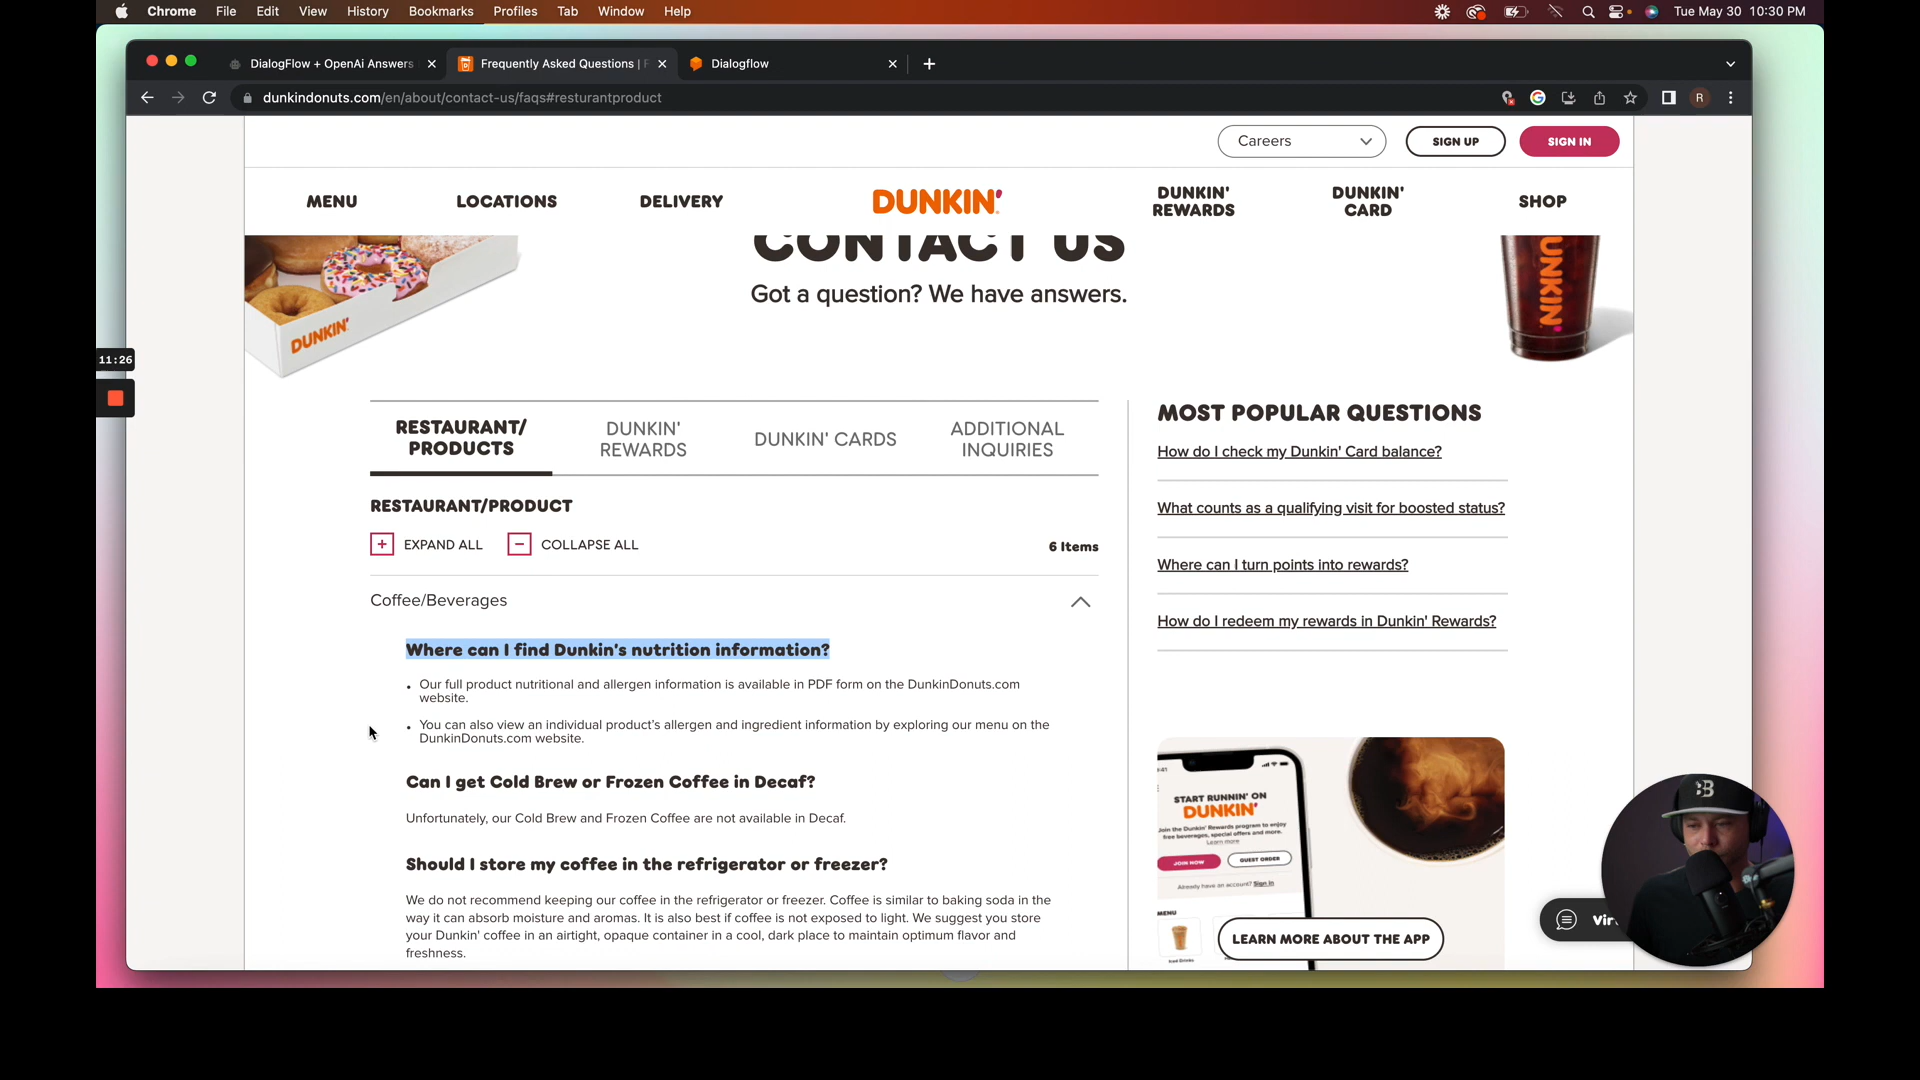 Chrome File Edit View History Bookmarks Profiles Tab Window Help
Tue May 30 10:30 PM
DialogFlow + OpenAi Answers
Frequently Asked Questions | F
Dialogflow
dunkindonuts.com/en/about/contact-us/faqs#resturantproduct
R
Careers
SIGN UP
SIGN IN
MENU
LOCATIONS
DELIVERY
DUNKIN'
DUNKIN'
REWARDS
DUNKIN'
CARD
SHOP
CONTACT US
Got a question? We have answers.
DUNKIN'
UNKIN'
11:26
RESTAURANT/
PRODUCTS
DUNKIN'
REWARDS
DUNKIN' CARDS
ADDITIONAL
INQUIRIES
RESTAURANT/PRODUCT
+ EXPAND ALL
- COLLAPSE ALL
6 Items
Coffee/Beverages
Where can I find Dunkin's nutrition information?
• Our full product nutritional and allergen information is available in PDF form on the DunkinDonuts.com
website.
• You can also view an individual product's allergen and ingredient information by exploring our menu on the
DunkinDonuts.com website.
Can I get Cold Brew or Frozen Coffee in Decaf?
Unfortunately, our Cold Brew and Frozen Coffee are not available in Decaf.
Should I store my coffee in the refrigerator or freezer?
We do not recommend keeping our coffee in the refrigerator or freezer. Coffee is similar to baking soda in the
way it can absorb moisture and aromas. It is also best if coffee is not exposed to light. We suggest you store
your Dunkin' coffee in an airtight, opaque container in a cool, dark place to maintain optimum flavor and
freshness.
MOST POPULAR QUESTIONS
How do I check my Dunkin' Card balance?
What counts as a qualifying visit for boosted status?
Where can I turn points into rewards?
How do I redeem my rewards in Dunkin' Rewards?
START RUNNIN' ON
DUNKIN'
Join the Dunkin' Rewards program to enjoy
free beverages, special offers and more.
Learn more
JOIN NOW
GUEST ORDER
Already have an account? Sign in
MENU
Iced Drinks
LEARN MORE ABOUT THE APP
Vir
B